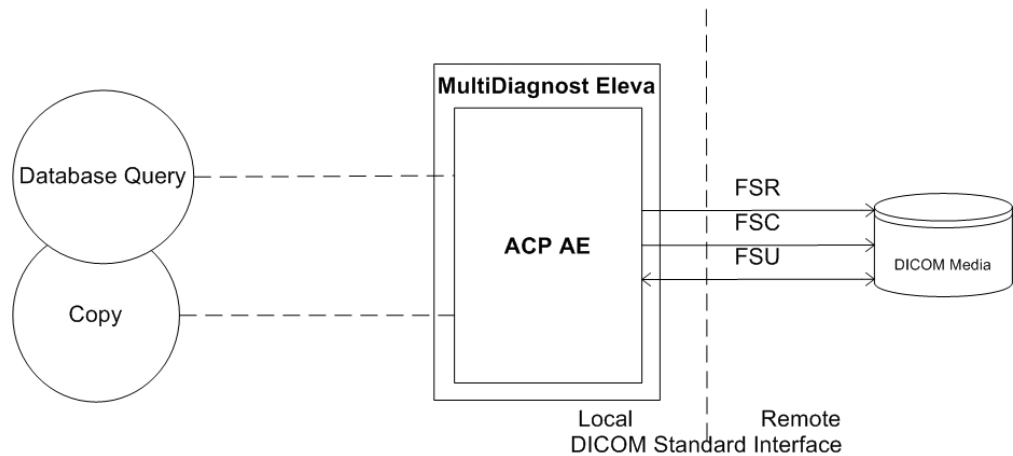 MultiDiagnost Eleva
Database Query
Copy
ACP AE
FSR
FSC
FSU
DICOM Media
Local
Remote
DICOM Standard Interface